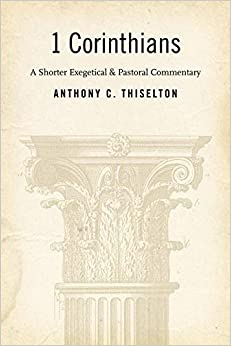 1 Corinthians
A Shorter Exegetical & Pastoral Commentary
ANTHONY C. THISELTON